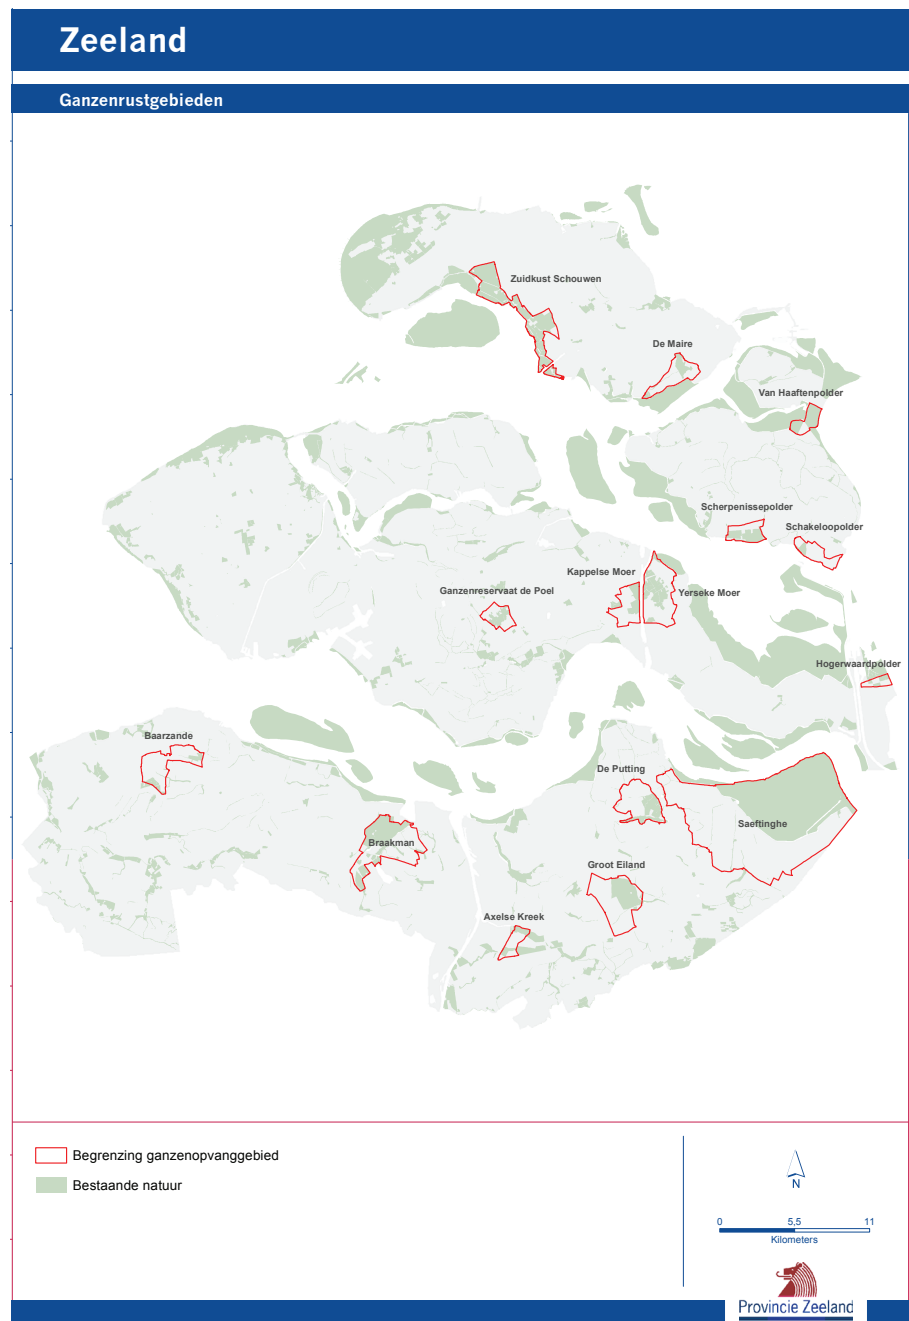 Zeeland
Ganzenrustgebieden
Zuidkust Schouwen
De Maire
Van Haaftenpolder
Scherpenissepolder
Schakeloopolder
Kappelse Moer
Ganzenreservaat de Poel
Yerseke Moer
Hogerwaardpolder
Baarzande
De Putting
Saeftinghe
Braakman
Groot Eiland
Axelse Kreek
Begrenzing ganzenopvanggebied
Bestaande natuur
N
0 5,5 11
Kilometers
Provincie Zeeland